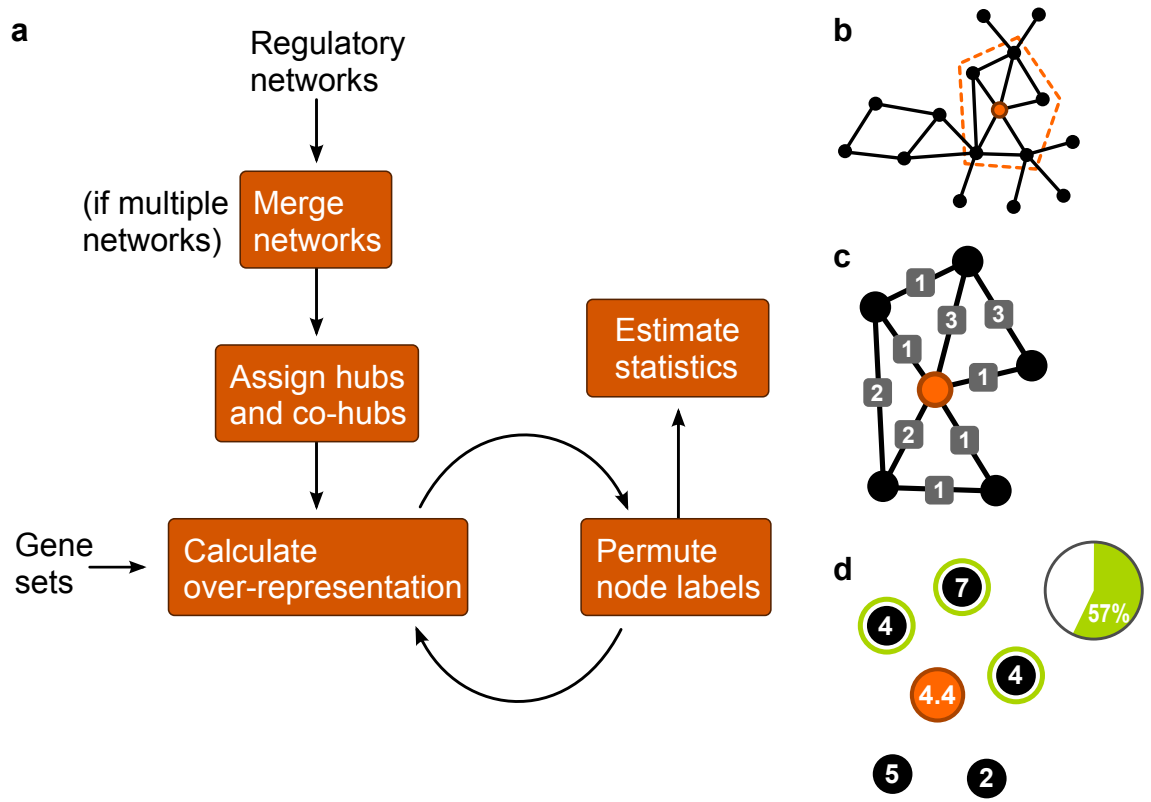 a
Regulatory
networks
(if multiple
networks)
Merge
networks
Assign hubs
and co-hubs
Estimate
statistics
Gene
sets
Calculate
over-representation
Permute
node labels
b
c
1
3
3
1
1
2
2
1
1
d
7
57%
4
4
4.4
5
2